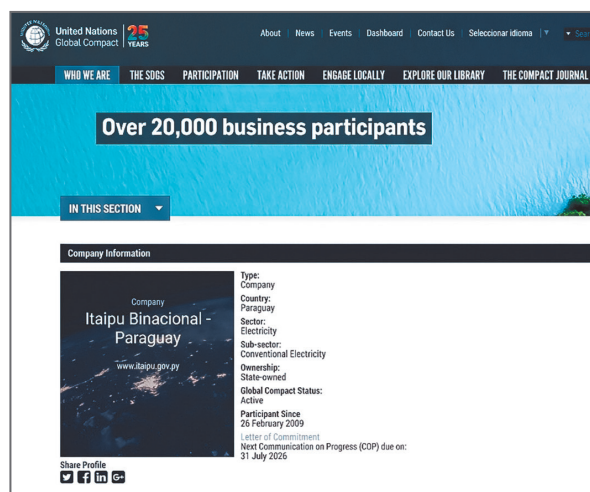 United Nations
Global Compact
25
YEARS
About
News
Events
Dashboard
Contact Us
Seleccionar idioma
WHO WE ARE
THE SDGS
PARTICIPATION
TAKE ACTION
ENGAGE LOCALLY
EXPLORE OUR LIBRARY
THE COMPACT JOURNAL
Over 20,000 business participants
IN THIS SECTION
Company Information
Company
Itaipu Binacional -
Paraguay
www.itaipu.gov.py
Type:
Company
Country:
Paraguay
Sector:
Electricity
Sub-sector:
Conventional Electricity
Ownership:
State-owned
Global Compact Status:
Active
Participant Since
26 February 2009
Letter of Commitment
Next Communication on Progress (COP) due on:
31 July 2026
Share Profile